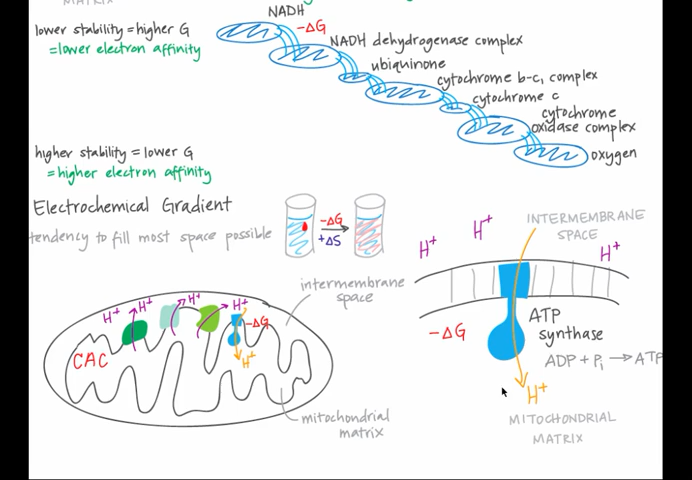 MATRIX
NADH
lower stability = higher G
= lower electron affinity
-ΔG
NADH dehydrogenase complex
ubiquinone
cytochrome b-c₁ complex
cytochrome c
cytochrome
oxidase complex
oxygen
higher stability = lower G
= higher electron affinity
Electrochemical Gradient
tendency to fill most space possible
-ΔG
+ΔS
INTERMEMBRANE
SPACE
H⁺
H⁺
H⁺
intermembrane
space
H⁺
H⁺
H⁺
H⁺
-ΔG
H⁺
CAC
mitochondrial
matrix
-ΔG
ATP
synthase
ADP + Pᵢ → ATP
H⁺
MITOCHONDRIAL
MATRIX